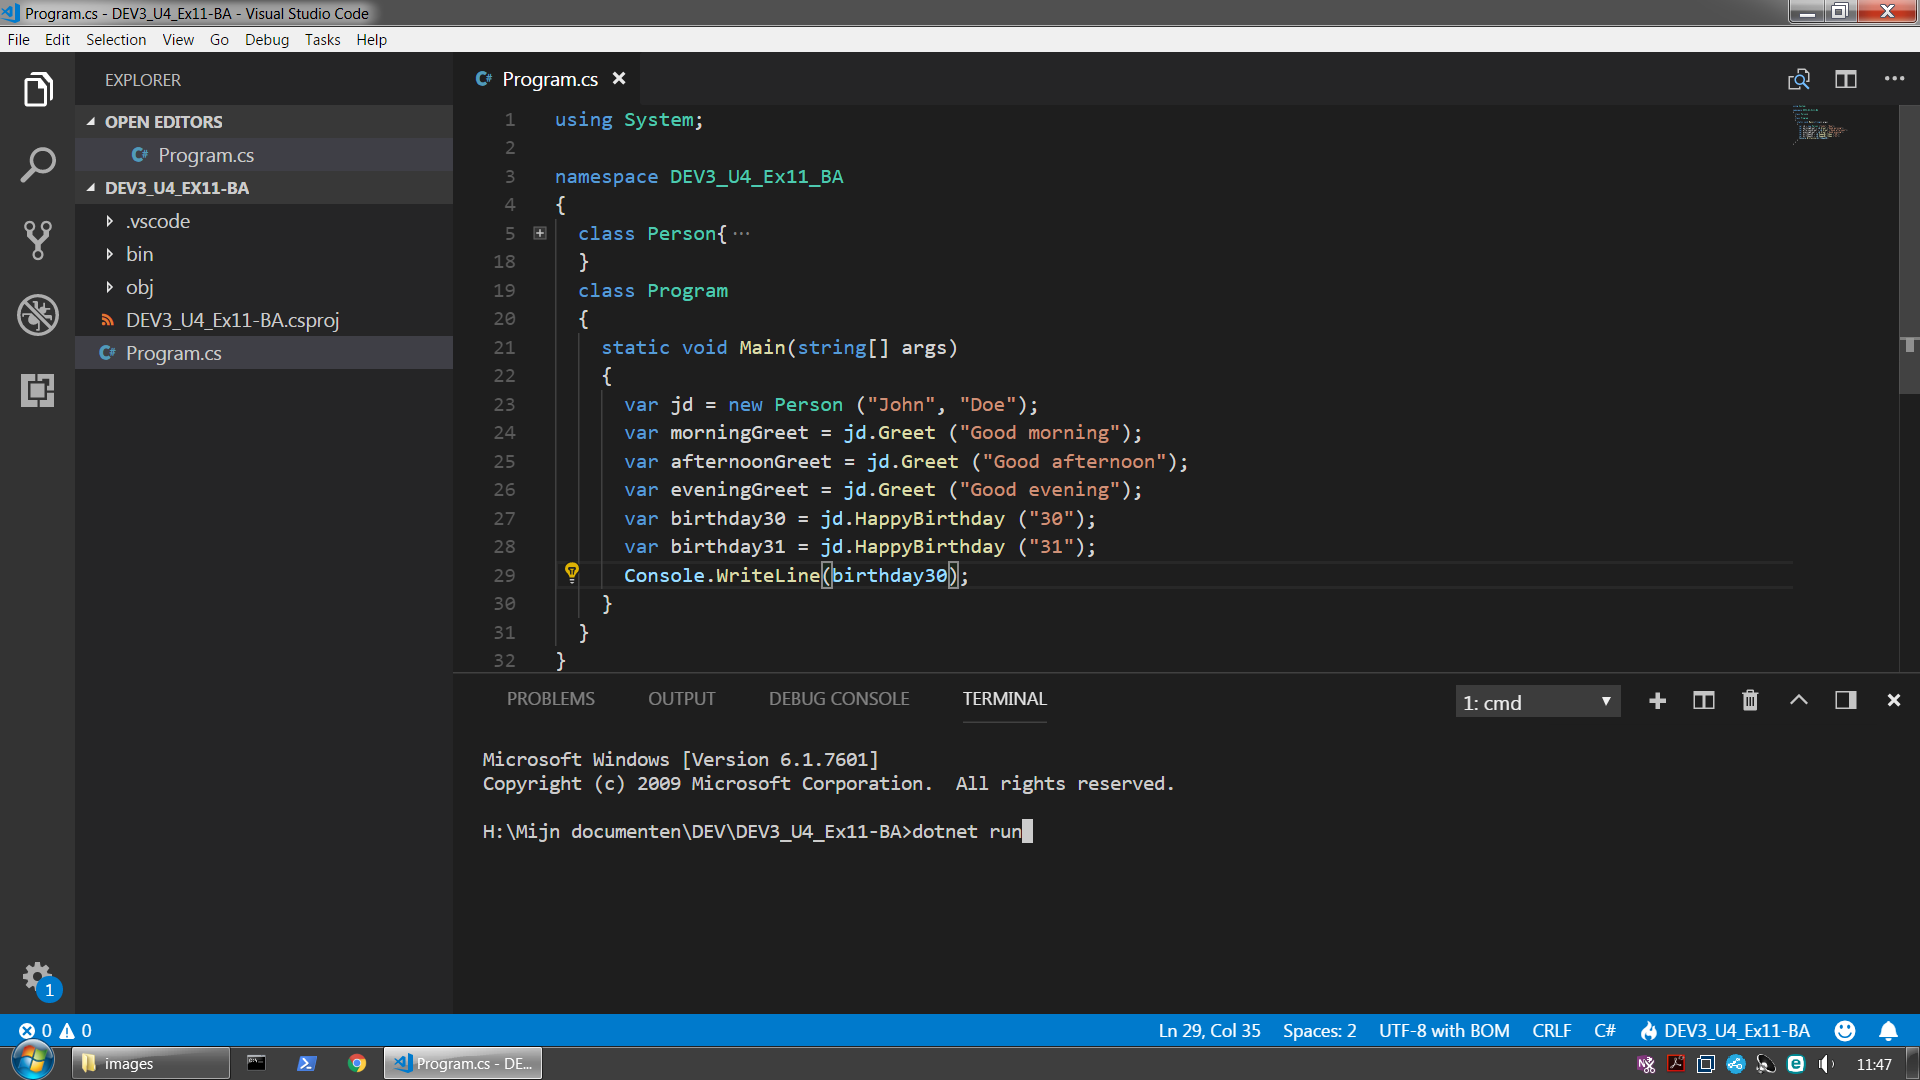 Program.cs - DEV3_U4_Ex11-BA - Visual Studio Code
File Edit Selection View Go Debug Tasks Help
EXPLORER
OPEN EDITORS
C# Program.cs
DEV3_U4_EX11-BA
.vscode
bin
obj
DEV3_U4_Ex11-BA.csproj
C# Program.cs
1
C# Program.cs
1 using System;
2
3 namespace DEV3_U4_Ex11_BA
4 {
5 class Person{ ...
18 }
19 class Program
20 {
21 static void Main(string[] args)
22 {
23 var jd = new Person ("John", "Doe");
24 var morningGreet = jd.Greet ("Good morning");
25 var afternoonGreet = jd.Greet ("Good afternoon");
26 var eveningGreet = jd.Greet ("Good evening");
27 var birthday30 = jd.HappyBirthday ("30");
28 var birthday31 = jd.HappyBirthday ("31");
29 Console.WriteLine(birthday30);
30 }
31 }
32 }
PROBLEMS OUTPUT DEBUG CONSOLE TERMINAL 1: cmd
Microsoft Windows [Version 6.1.7601]
Copyright (c) 2009 Microsoft Corporation.  All rights reserved.
H:\Mijn documenten\DEV\DEV3_U4_Ex11-BA>dotnet run
0 0 Ln 29, Col 35 Spaces: 2 UTF-8 with BOM CRLF C# DEV3_U4_Ex11-BA
images Program.cs - DE... 11:47